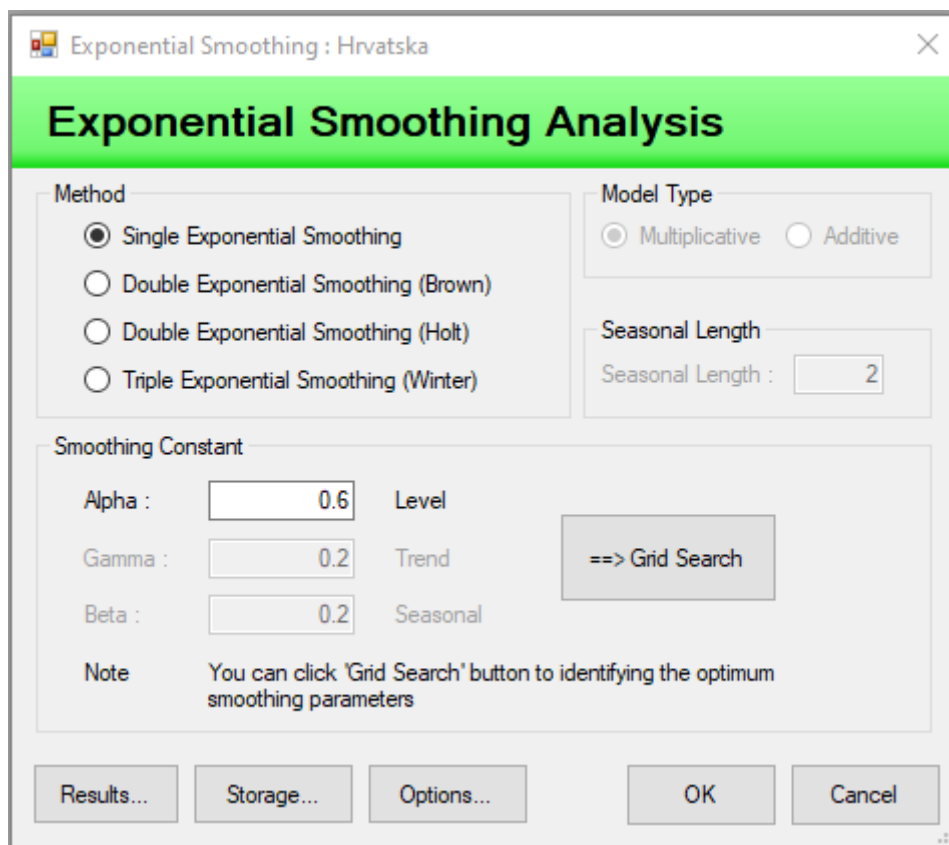 Exponential Smoothing : Hrvatska
Exponential Smoothing Analysis
Method
Single Exponential Smoothing
Double Exponential Smoothing (Brown)
Double Exponential Smoothing (Holt)
Triple Exponential Smoothing (Winter)
Model Type
Multiplicative Additive
Seasonal Length
Seasonal Length : 2
Smoothing Constant
Alpha : 0.6 Level
Gamma : 0.2 Trend
Beta : 0.2 Seasonal
==> Grid Search
Note You can click 'Grid Search' button to identifying the optimum
smoothing parameters
Results... Storage... Options... OK Cancel